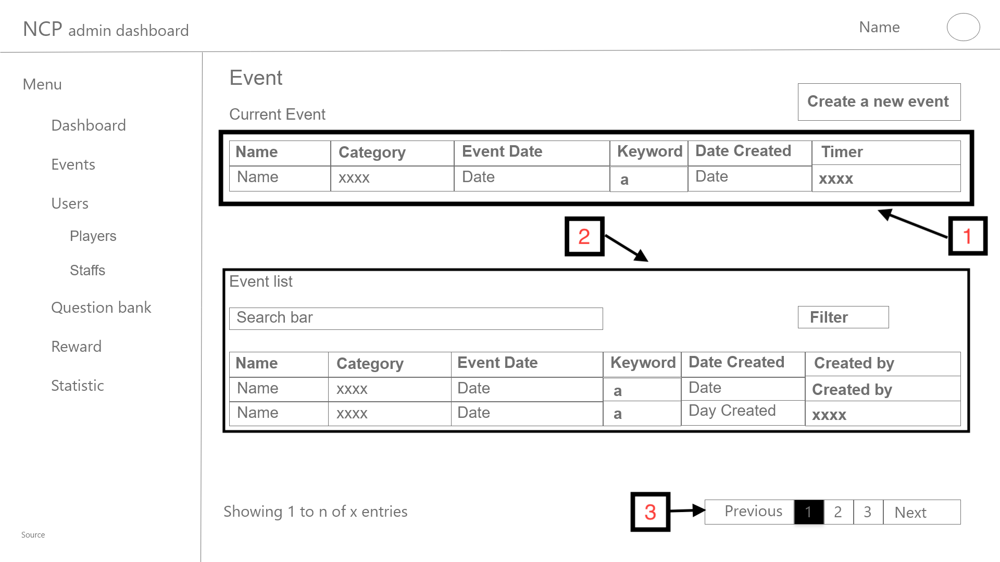 NCP admin dashboard
Name
Menu
Dashboard
Events
Users
Players
Staffs
Question bank
Reward
Statistic
Source
Event
Create a new event
Current Event
Name Category Event Date Keyword Date Created Timer
Name xxxx Date a Date xxxx
2
1
Event list
Search bar
Filter
Name Category Event Date Keyword Date Created Created by
Name xxxx Date a Date Created by
Name xxxx Date a Day Created xxxx
Showing 1 to n of x entries
3
Previous 1 2 3 Next